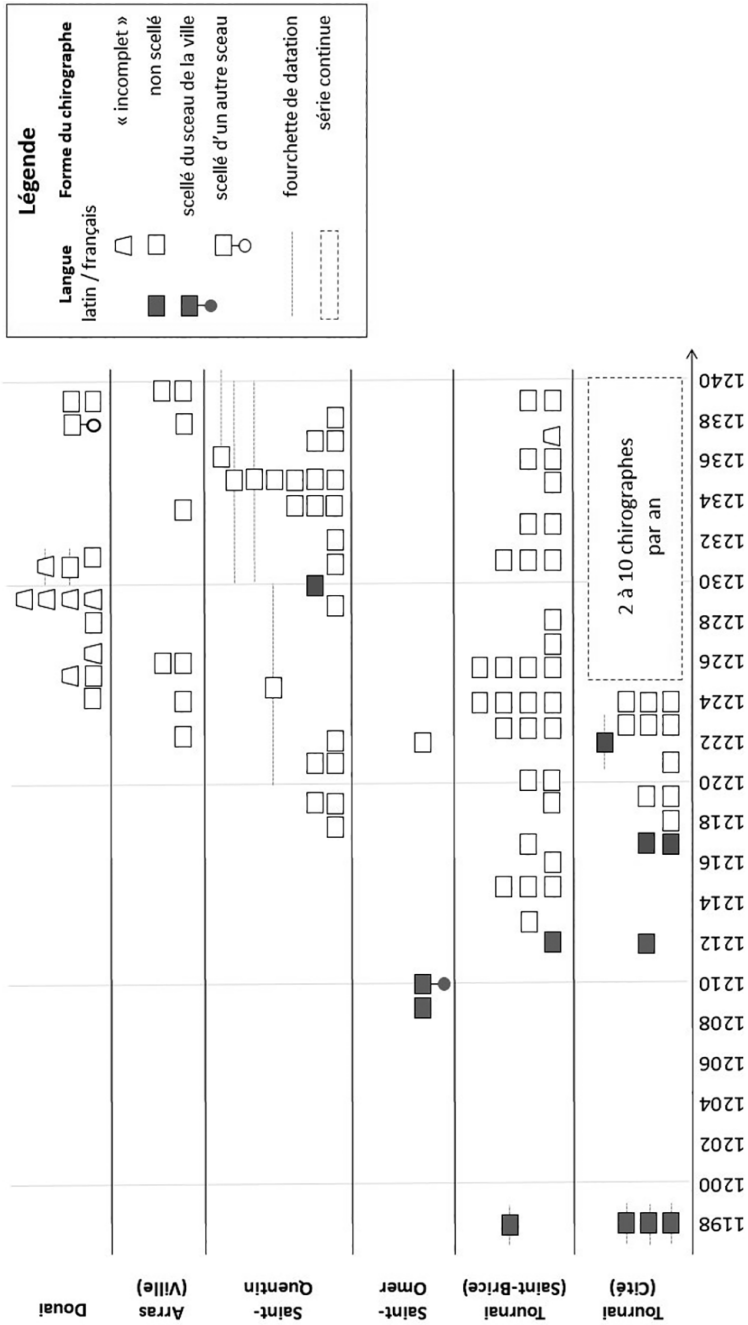 Légende
Langue Forme du chirographe
latin / français
« incomplet »
non scellé
scellé du sceau de la ville
scellé d'un autre sceau
fourchette de datation
série continue
Douai
Arras
(Ville)
Saint-
Quentin
Saint-
Omer
Tournai
(Saint-Brice)
Tournai
(Cité)
2 à 10 chirographes
par an
1198
1200
1202
1204
1206
1208
1210
1212
1214
1216
1218
1220
1222
1224
1226
1228
1230
1232
1234
1236
1238
1240